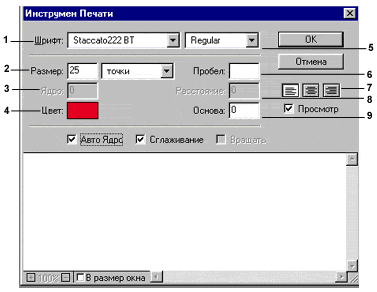 Инструмен Печати
1 Шрифт: Staccato222 BT Regular OK 5
Отмена
2 Размер: 25 точки Пробел: 6
3 Ядро: 0 Расстояние: 0 7
8
4 Цвет: Основа: 0 Просмотр
9
Авто Ядро Сглаживание Вращать
100% В размер окна